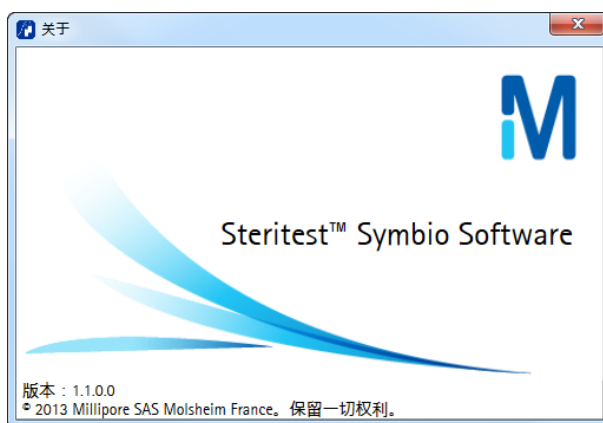 关于
Steritest™ Symbio Software
版本：1.1.0.0
© 2013 Millipore SAS Molsheim France。保留一切权利。